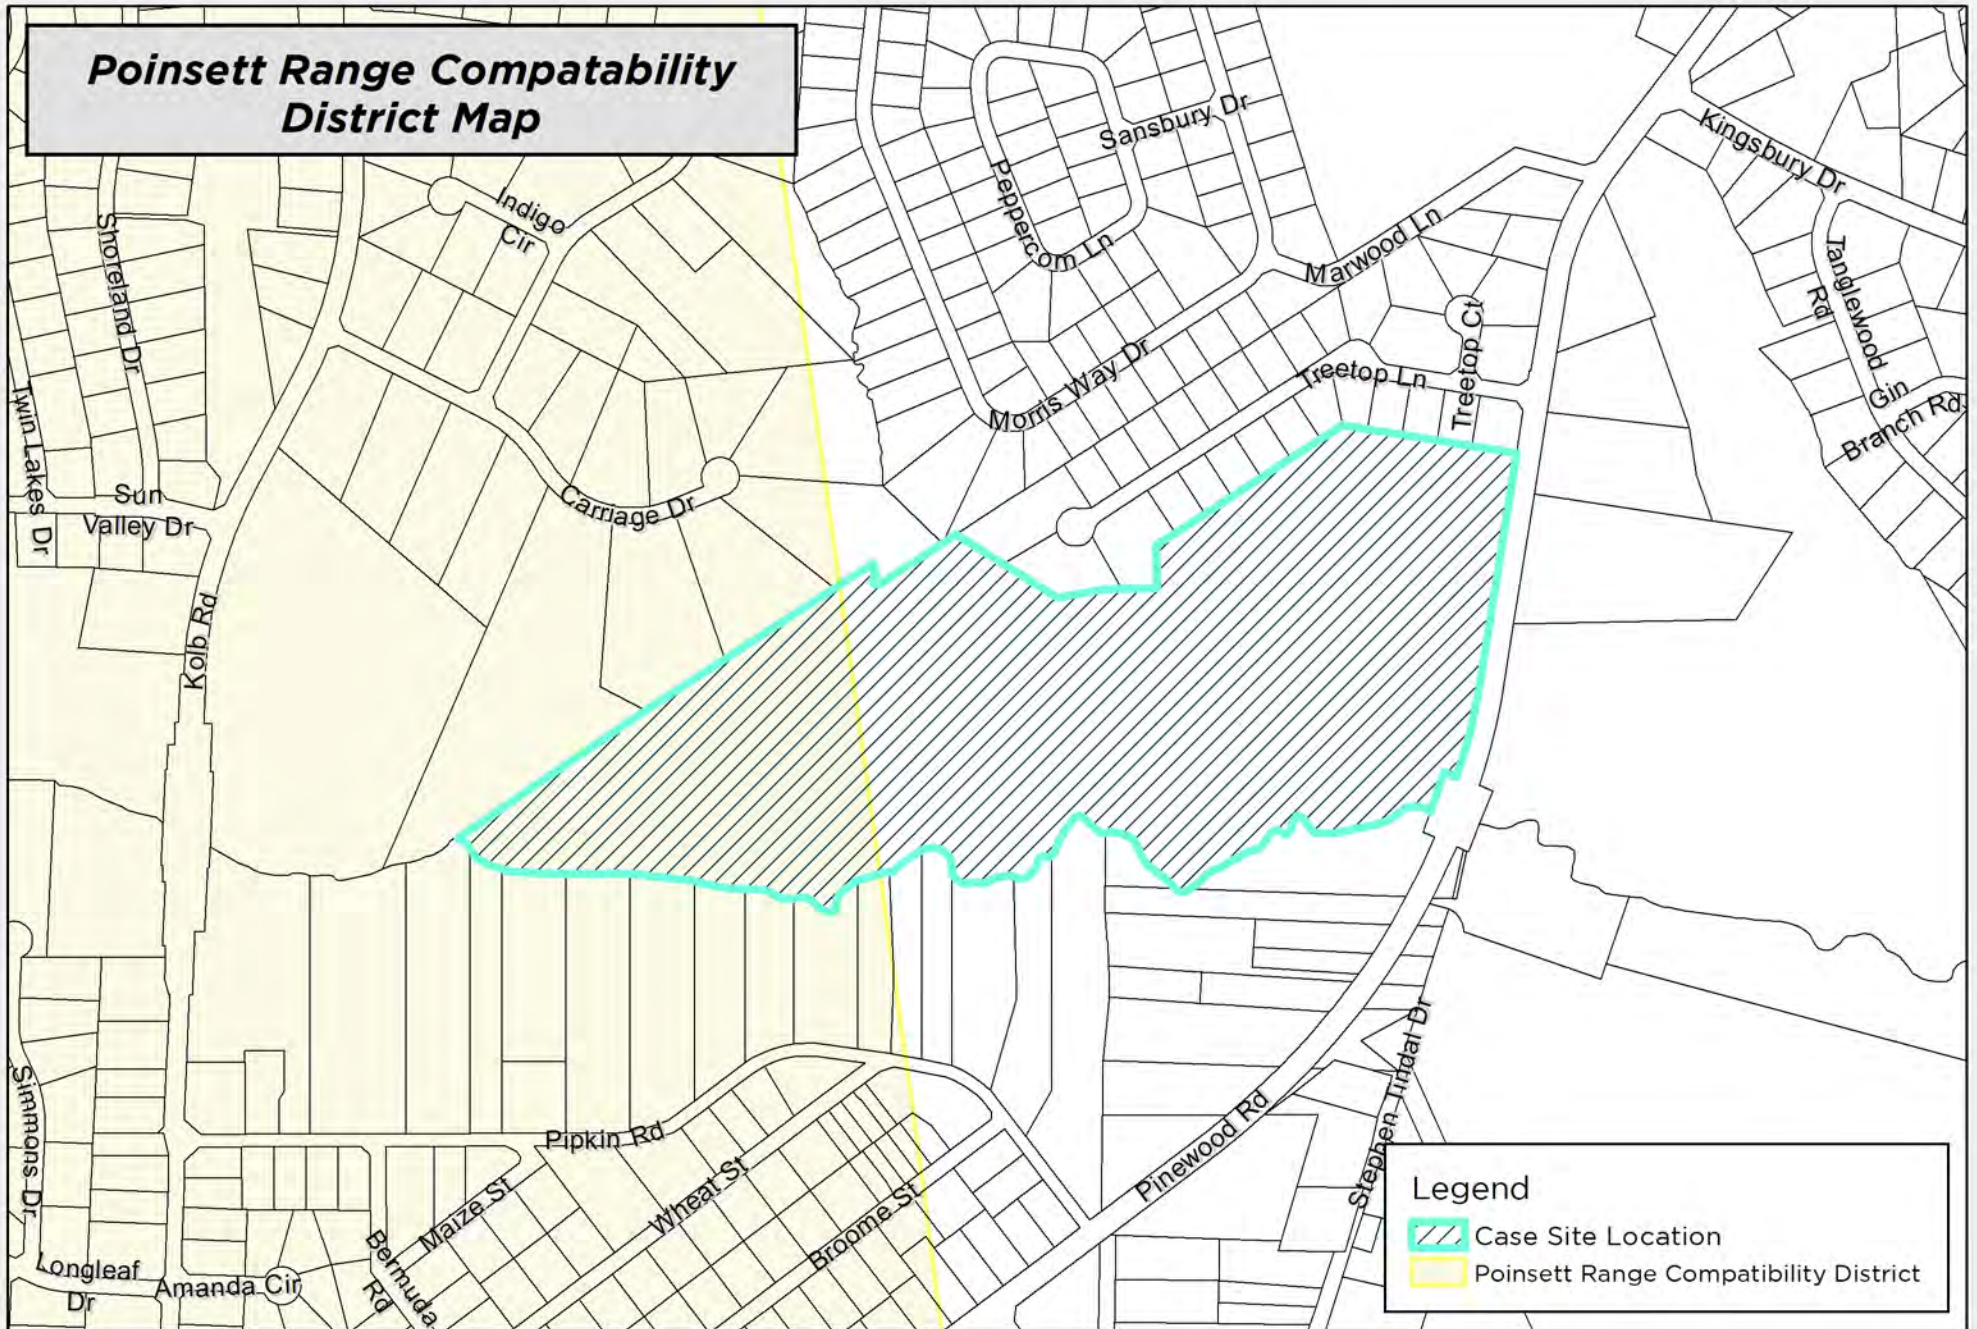 Poinsett Range Compatability
District Map
Sansbury Dr
Kingsbury Dr
Peppercorn Ln
Indigo
Cir
Shoreland Dr
Marwood Ln
Tanglewood
Rd
Treetop Ct
Morris Way Dr
Treetop Ln
Gin
Branch Rd
Twin Lakes Dr
Sun
Valley Dr
Carriage Dr
Kolb Rd
Stephen Tindal Dr
Simmons Dr
Pipkin Rd
Pinewood Rd
Maize St
Wheat St
Broome St
Bermuda
Rd
Longleaf
Dr
Amanda Cir
Legend
Case Site Location
Poinsett Range Compatibility District